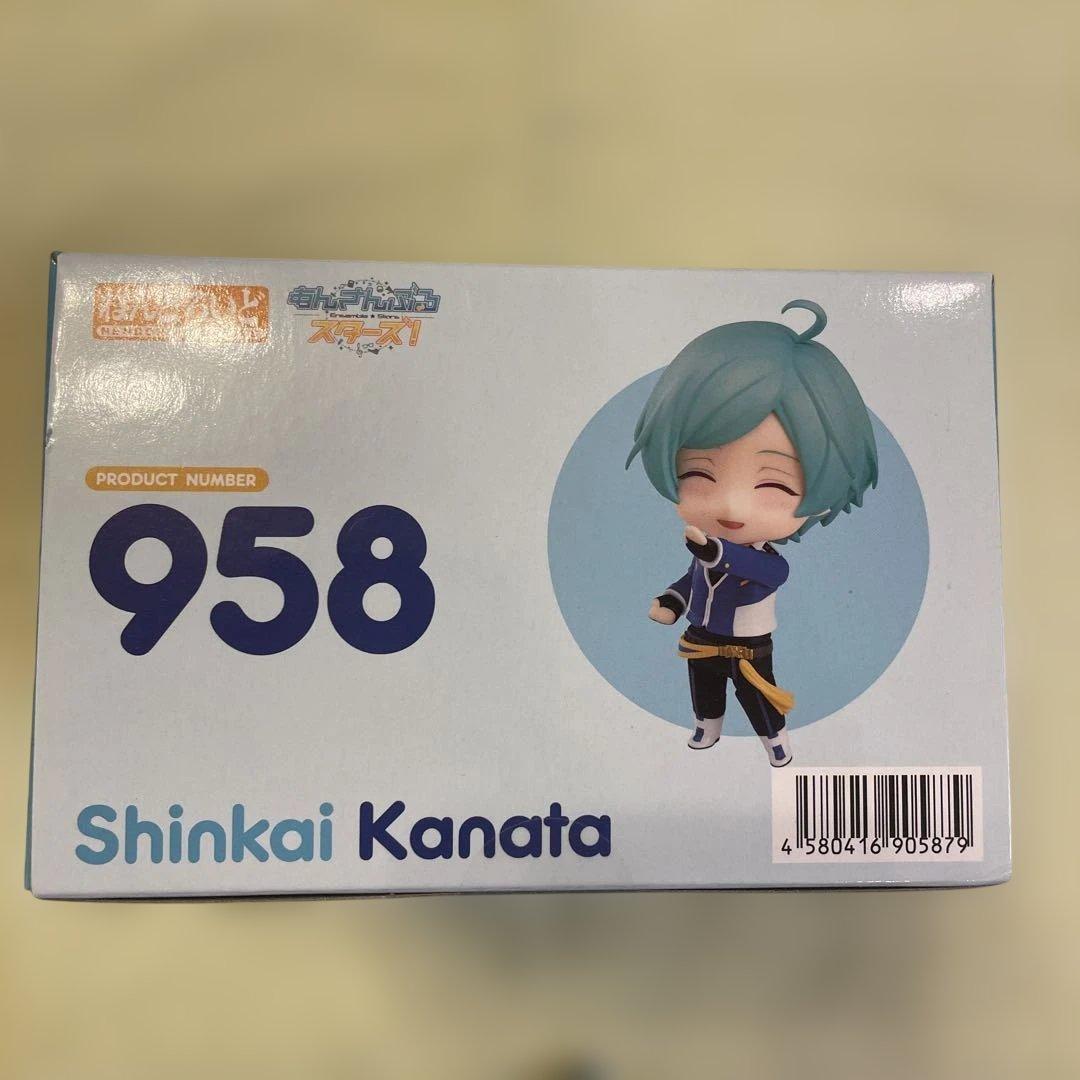 ねんどろいど
あんさんぶる
Ensemble ★ Stars
スターズ!
PRODUCT NUMBER
958
Shinkai Kanata
4 580416 905879